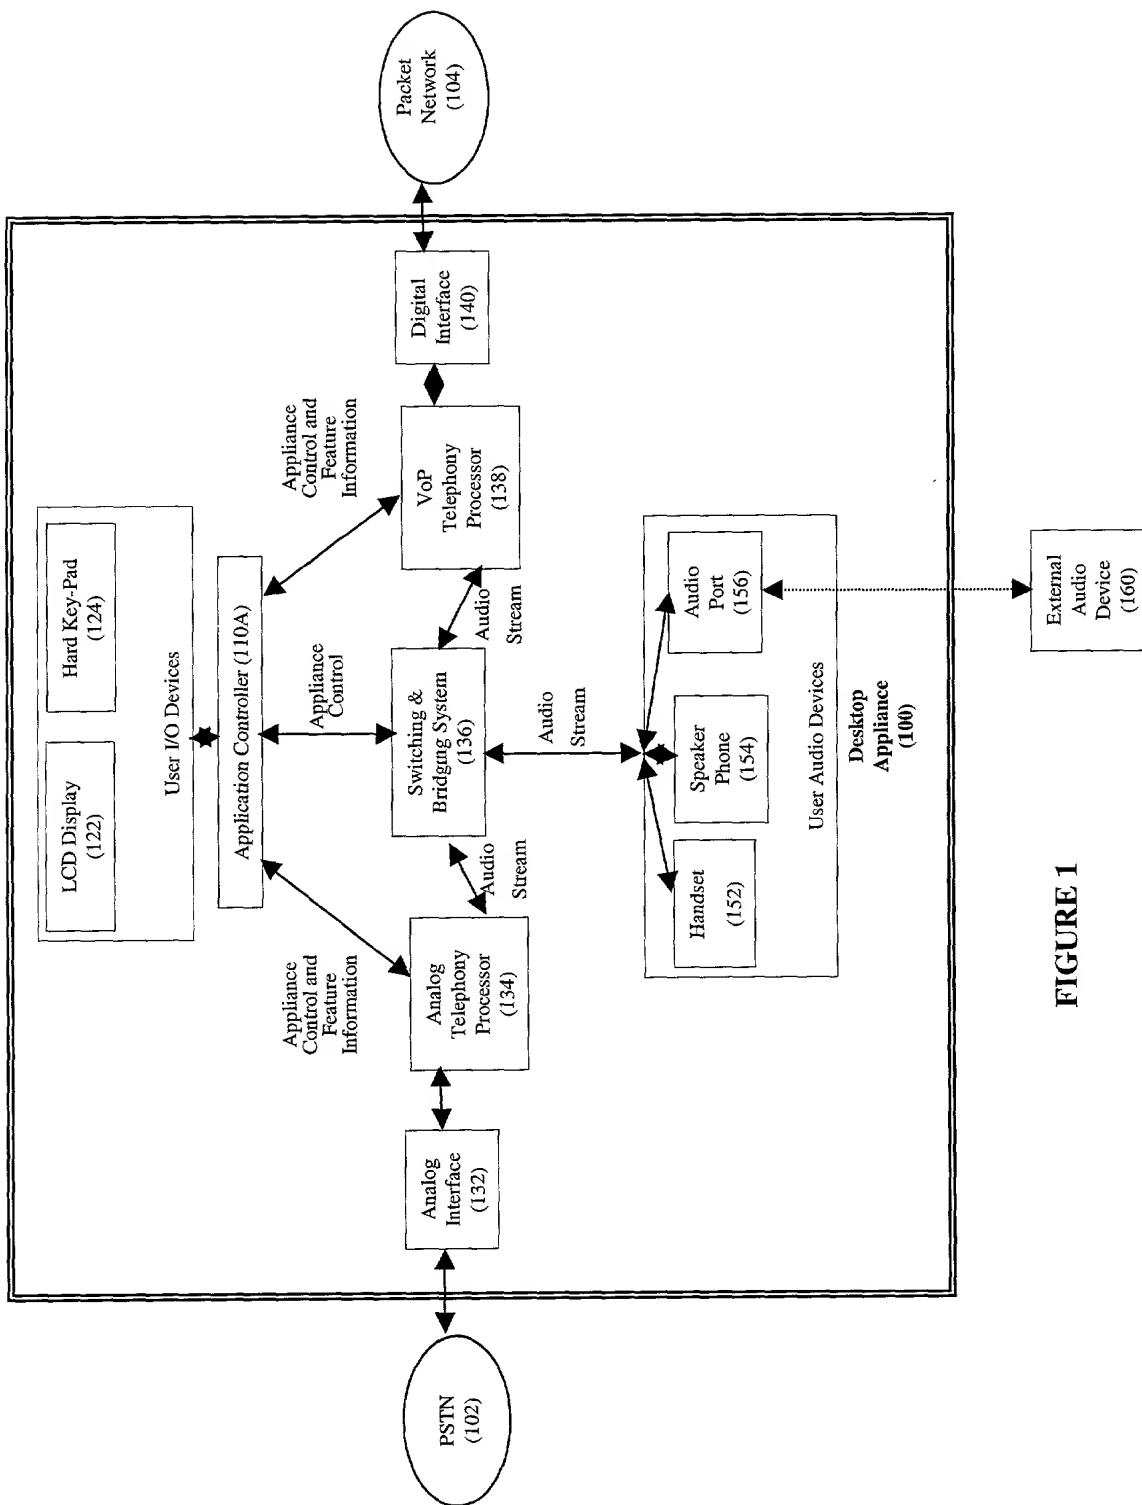 LCD Display
(122)
Hard Key-Pad
(124)
User I/O Devices
Application Controller (110A)
Appliance
Control and
Feature
Information
Appliance
Control
Appliance
Control and
Feature
Information
PSTN
(102)
Analog
Interface
(132)
Analog
Telephony
Processor
(134)
Audio
Stream
Switching &
Bridging System
(136)
Audio
Stream
VoP
Telephony
Processor
(138)
Digital
Interface
(140)
Packet
Network
(104)
Audio
Stream
Handset
(152)
Speaker
Phone
(154)
Audio
Port
(156)
User Audio Devices
Desktop
Appliance
(100)
External
Audio
Device
(160)
FIGURE 1